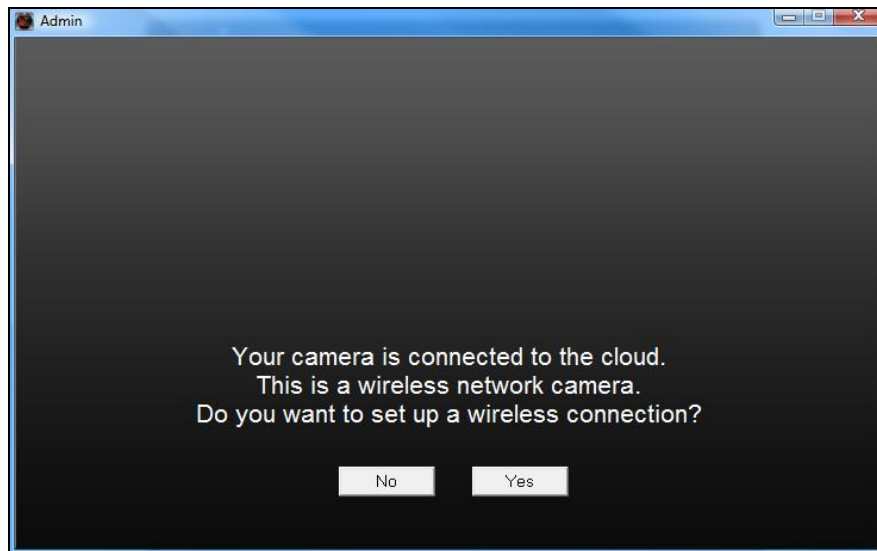 Admin
Your camera is connected to the cloud.
This is a wireless network camera.
Do you want to set up a wireless connection?
No Yes